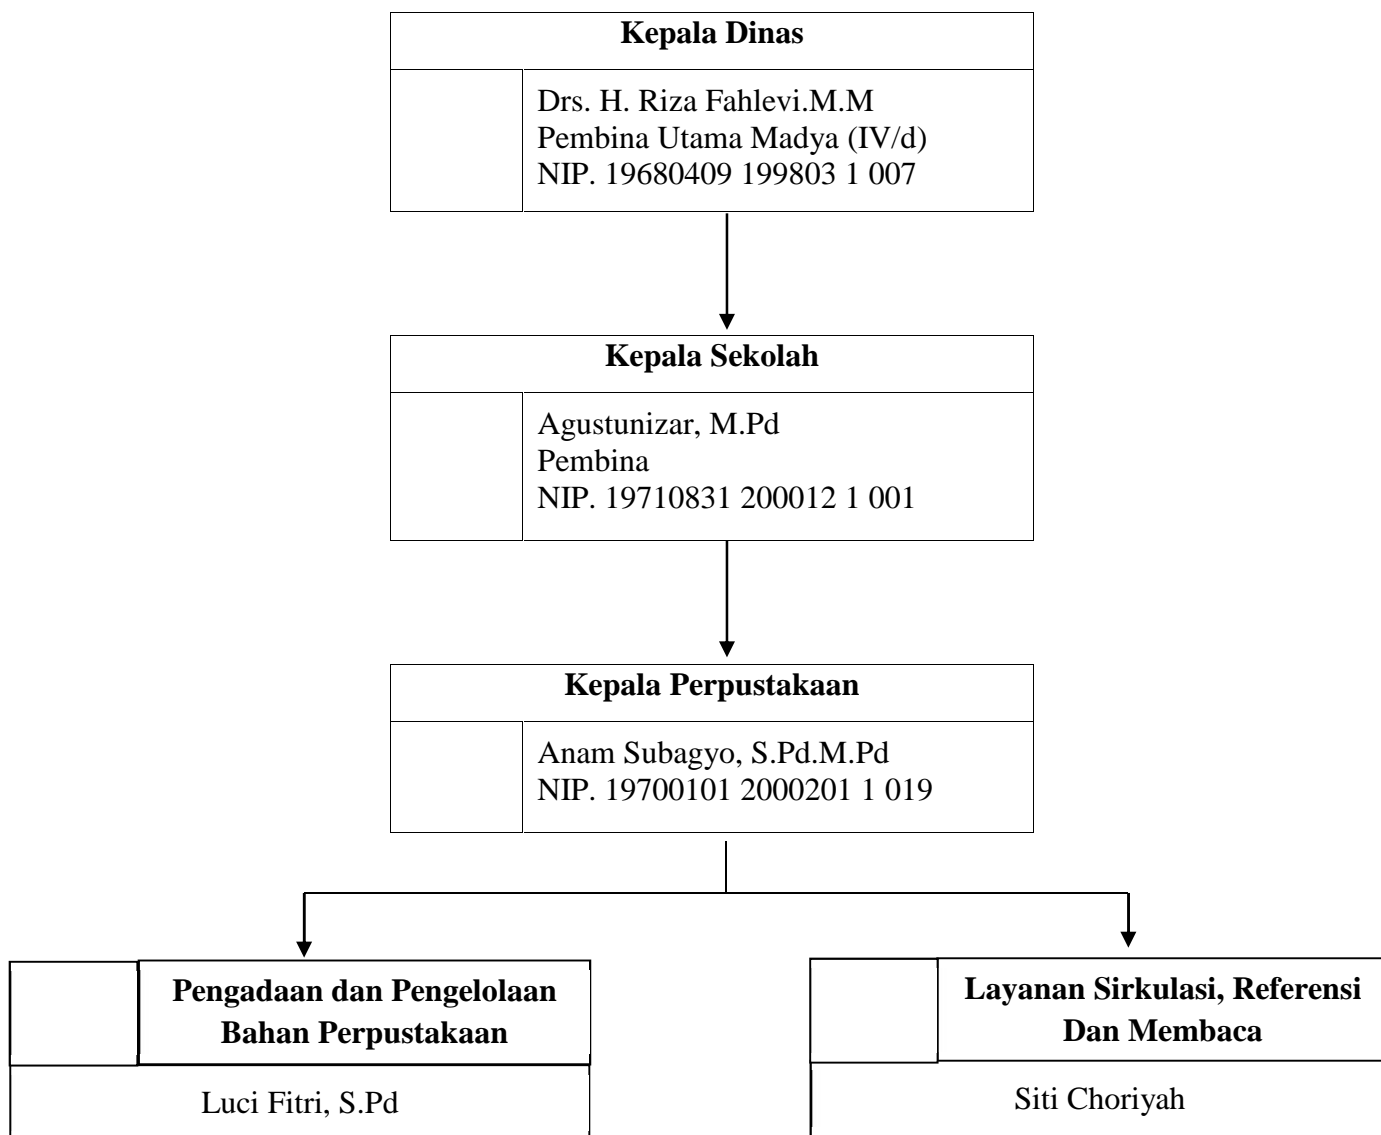 Kepala Dinas
Drs. H. Riza Fahlevi.M.M
Pembina Utama Madya (IV/d)
NIP. 19680409 199803 1 007
Kepala Sekolah
Agustunizar, M.Pd
Pembina
NIP. 19710831 200012 1 001
Kepala Perpustakaan
Anam Subagyo, S.Pd.M.Pd
NIP. 19700101 2000201 1 019
Pengadaan dan Pengelolaan
Bahan Perpustakaan
Luci Fitri, S.Pd
Layanan Sirkulasi, Referensi
Dan Membaca
Siti Choriyah